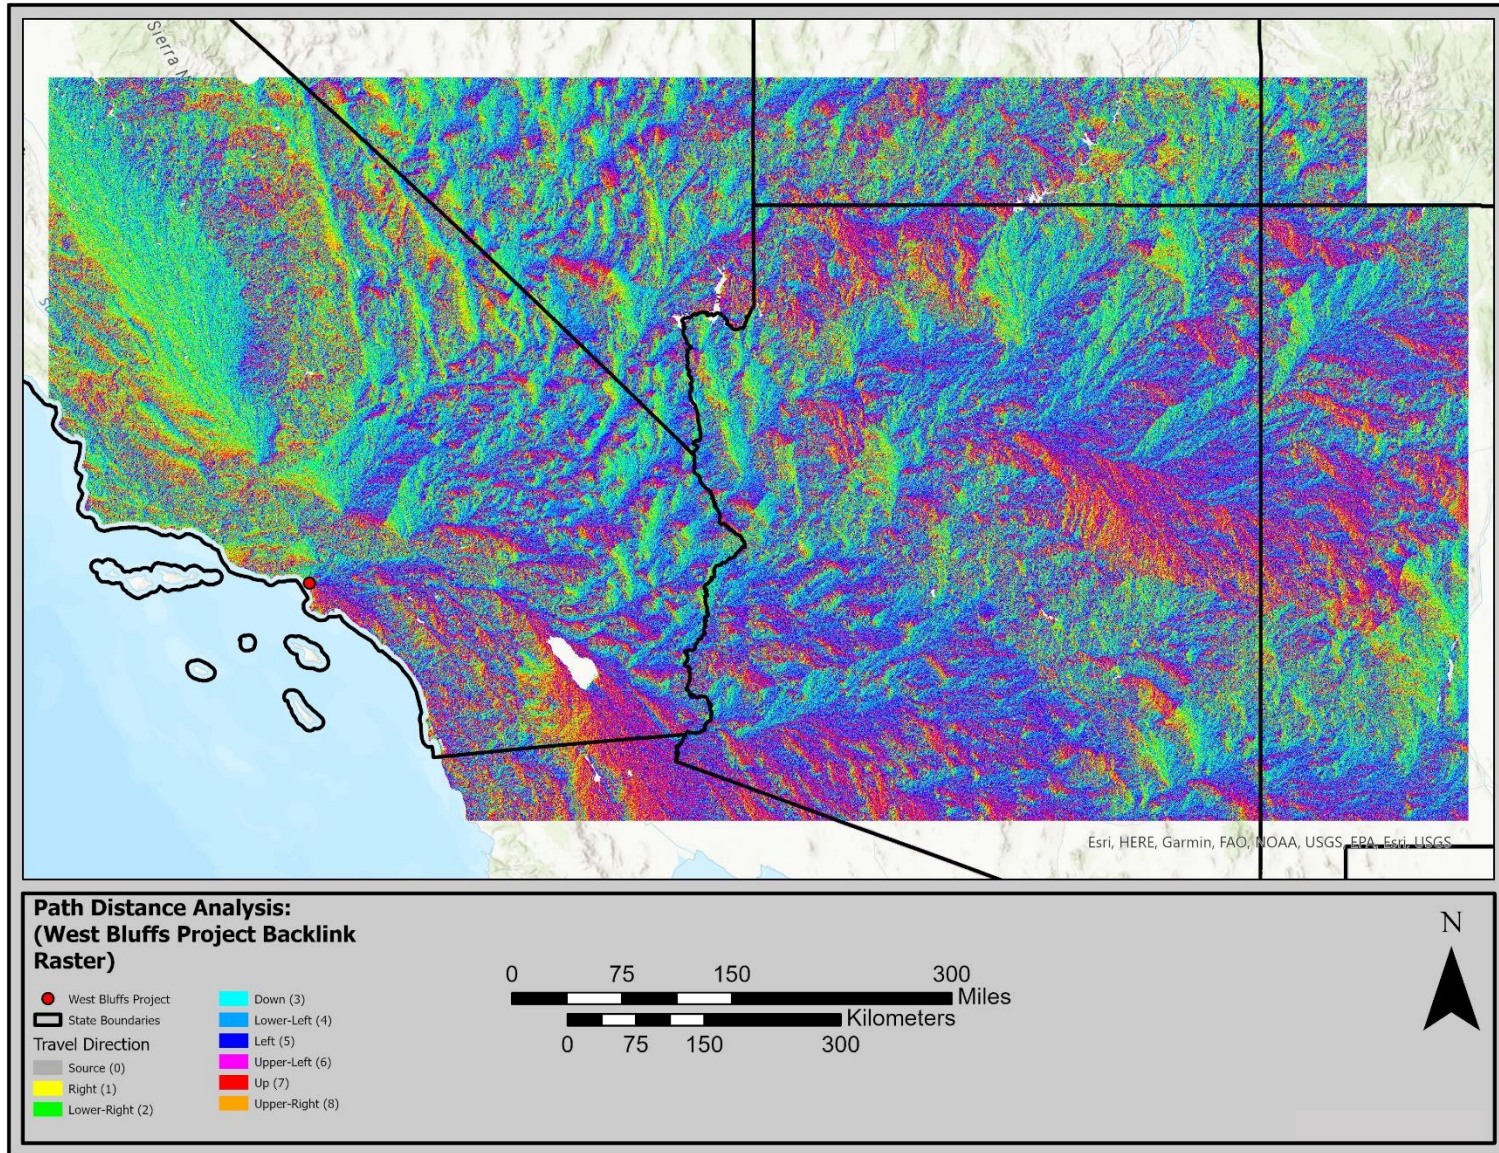 Sierra N
Esri, HERE, Garmin, FAO, NOAA, USGS, EPA, Esri, USGS
Path Distance Analysis:
(West Bluffs Project Backlink
Raster)
West Bluffs Project
State Boundaries
Travel Direction
Source (0)
Right (1)
Lower-Right (2)
Down (3)
Lower-Left (4)
Left (5)
Upper-Left (6)
Up (7)
Upper-Right (8)
0 75 150 300
Miles
Kilometers
0 75 150 300
N